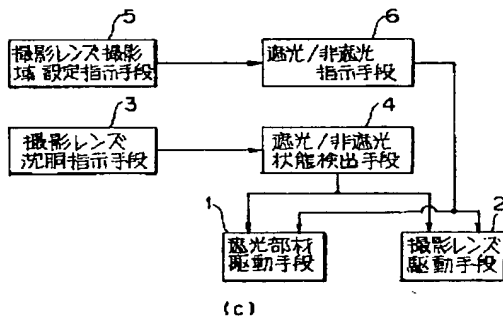 5
撮影レンズ撮影
域設定指示手段
6
遮光/非遮光
指示手段
3
撮影レンズ
沈胴指示手段
4
遮光/非遮光
状態検出手段
1
遮光部材
駆動手段
2
撮影レンズ
駆動手段
(c)